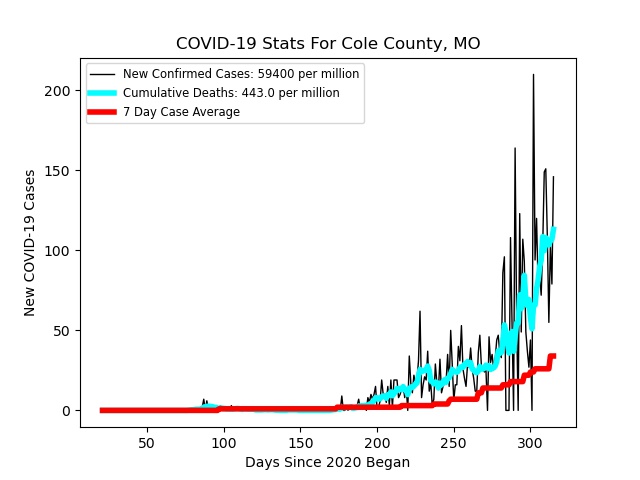 COVID-19 Stats For Cole County, MO
New Confirmed Cases: 59400 per million
Cumulative Deaths: 443.0 per million
7 Day Case Average
New COVID-19 Cases
200
150
100
50
0
50 100 150 200 250 300
Days Since 2020 Began